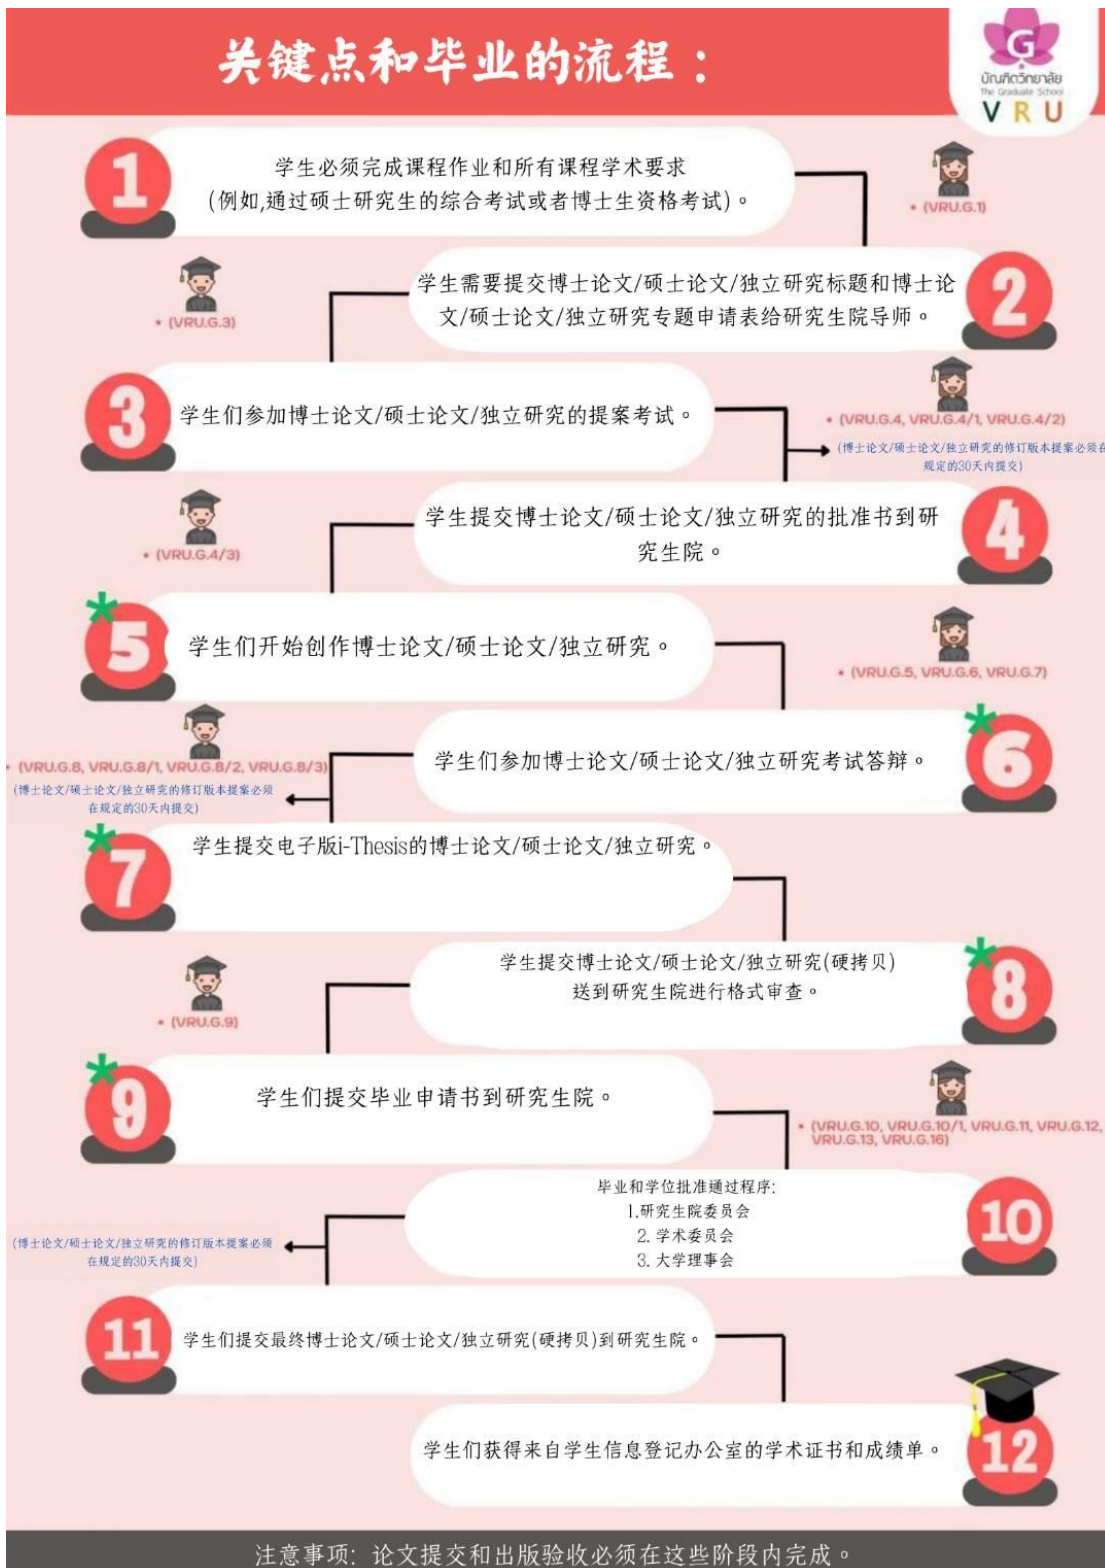 关键点和毕业的流程：
G
บัณฑิตวิทยาลัย
The Graduate School
V R U
1
学生必须完成课程作业和所有课程学术要求
(例如,通过硕士研究生的综合考试或者博士生资格考试)。
• (VRU.G.1)
2
学生需要提交博士论文/硕士论文/独立研究标题和博士论
文/硕士论文/独立研究专题申请表给研究生院导师。
• (VRU.G.3)
3
学生们参加博士论文/硕士论文/独立研究的提案考试。
• (VRU.G.4, VRU.G.4/1, VRU.G.4/2)
(博士论文/硕士论文/独立研究的修订版本提案必须在
规定的30天内提交)
4
学生提交博士论文/硕士论文/独立研究的批准书到研
究生院。
• (VRU.G.4/3)
* 5
学生们开始创作博士论文/硕士论文/独立研究。
• (VRU.G.5, VRU.G.6, VRU.G.7)
* 6
学生们参加博士论文/硕士论文/独立研究考试答辩。
• (VRU.G.8, VRU.G.8/1, VRU.G.8/2, VRU.G.8/3)
(博士论文/硕士论文/独立研究的修订版本提案必须
在规定的30天内提交)
* 7
学生提交电子版i-Thesis的博士论文/硕士论文/独立研究。
* 8
学生提交博士论文/硕士论文/独立研究(硬拷贝)
送到研究生院进行格式审查。
• (VRU.G.9)
* 9
学生们提交毕业申请书到研究生院。
• (VRU.G.10, VRU.G.10/1, VRU.G.11, VRU.G.12,
VRU.G.13, VRU.G.16)
10
毕业和学位批准通过程序:
1.研究生院委员会
2. 学术委员会
3. 大学理事会
(博士论文/硕士论文/独立研究的修订版本提案必须
在规定的30天内提交)
11
学生们提交最终博士论文/硕士论文/独立研究(硬拷贝)到研究生院。
12
学生们获得来自学生信息登记办公室的学术证书和成绩单。
注意事项: 论文提交和出版验收必须在这些阶段内完成。